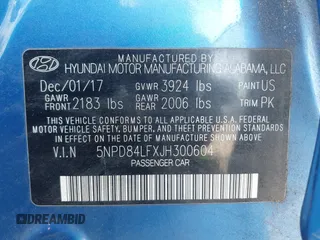 MANUFACTURED BY
HYUNDAI MOTOR MANUFACTURING ALABAMA, LLC
Dec/01/17 GVWR 3924 lbs PAINT US
GAWR FRONT 2183 lbs GAWR REAR 2006 lbs TRIM PK
THIS VEHICLE CONFORMS TO ALL APPLICABLE U.S.
FEDERAL MOTOR VEHICLE SAFETY, BUMPER,
AND THEFT PREVENTION STANDARDS IN
EFFECT ON THE DATE OF MANUFACTURE
SHOWN ABOVE.
V.I.N 5NPD84LFXJH300604
PASSENGER CAR
DREAMBID